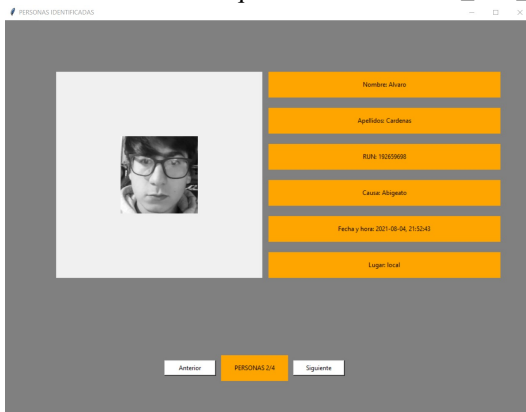 PERSONAS IDENTIFICADAS
Nombre: Alvaro
Apellidos: Cardenas
RUN: 192659698
Causa: Abigeato
Fecha y hora: 2021-08-04, 21:52:43
Lugar: local
Anterior
PERSONAS 2/4
Siguiente